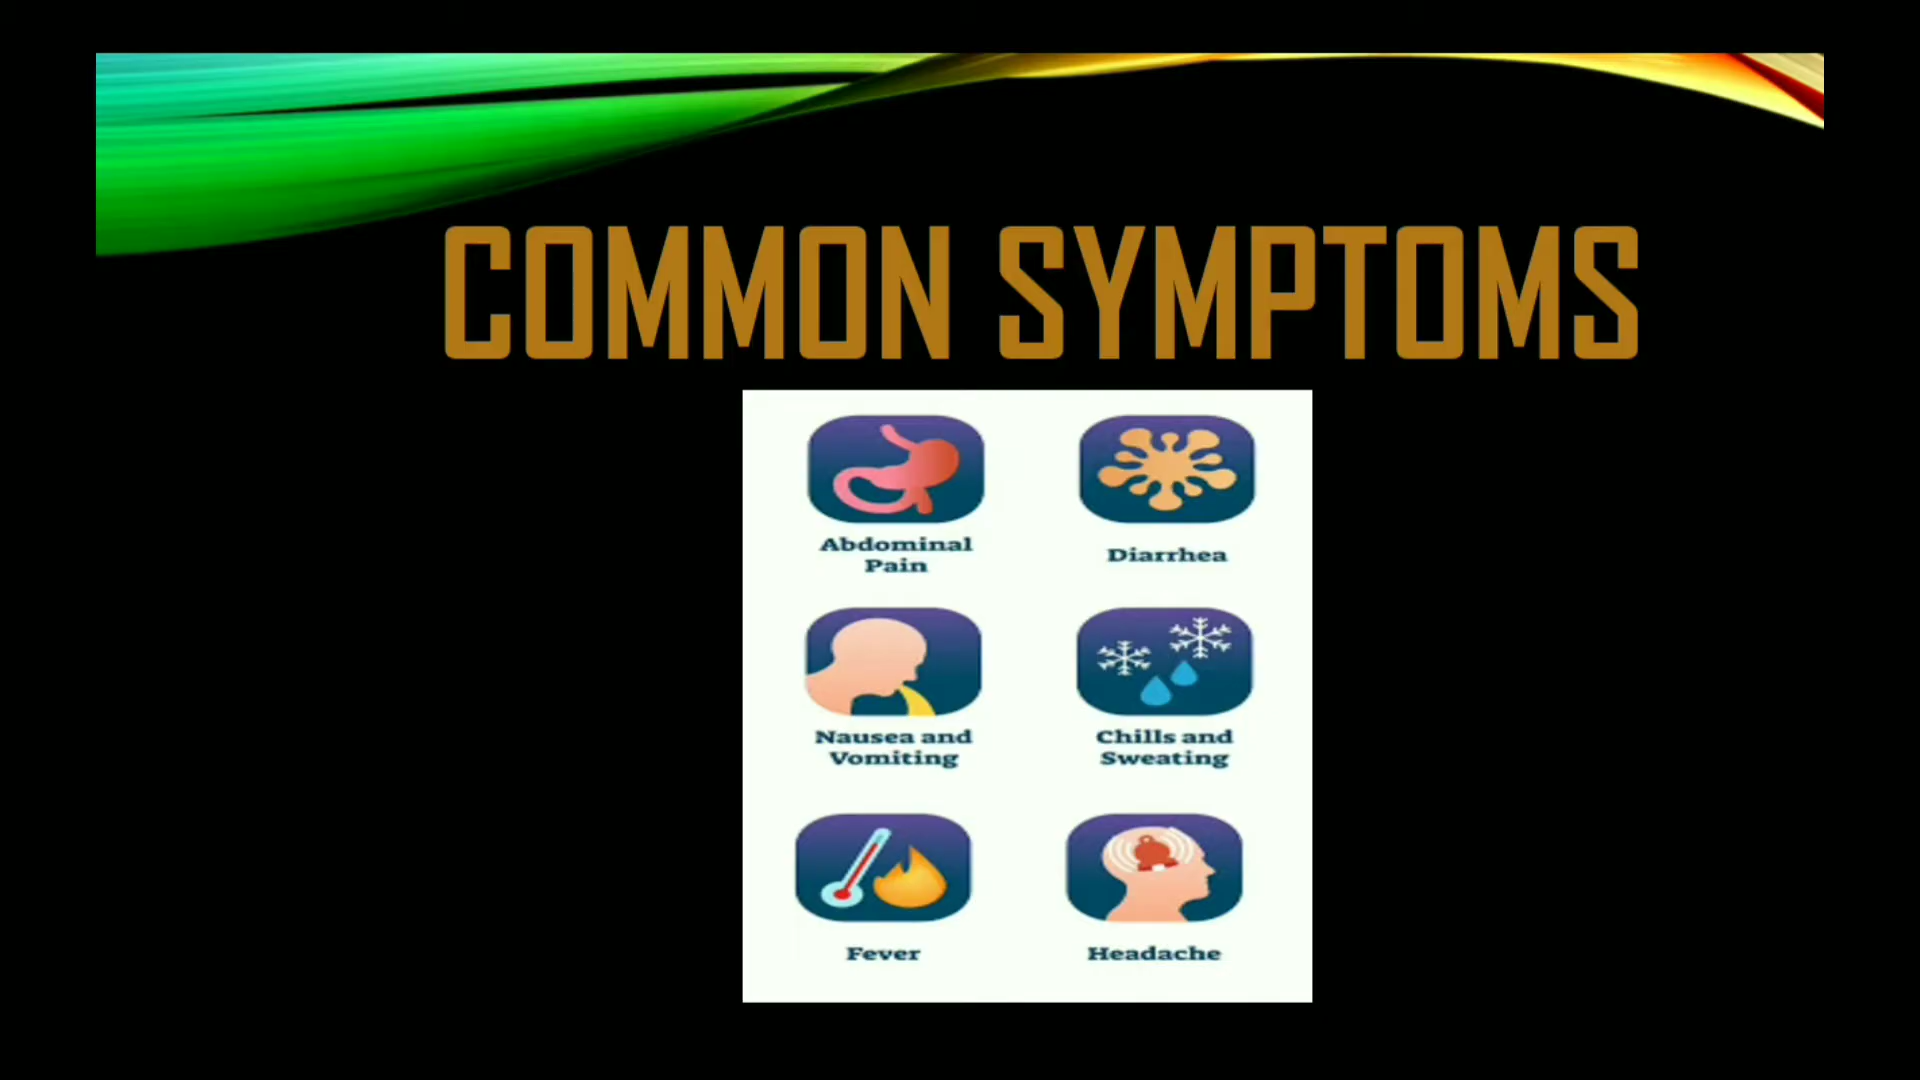 COMMON SYMPTOMS
Abdominal
Pain
Diarrhea
Nausea and
Vomiting
Chills and
Sweating
Fever
Headache